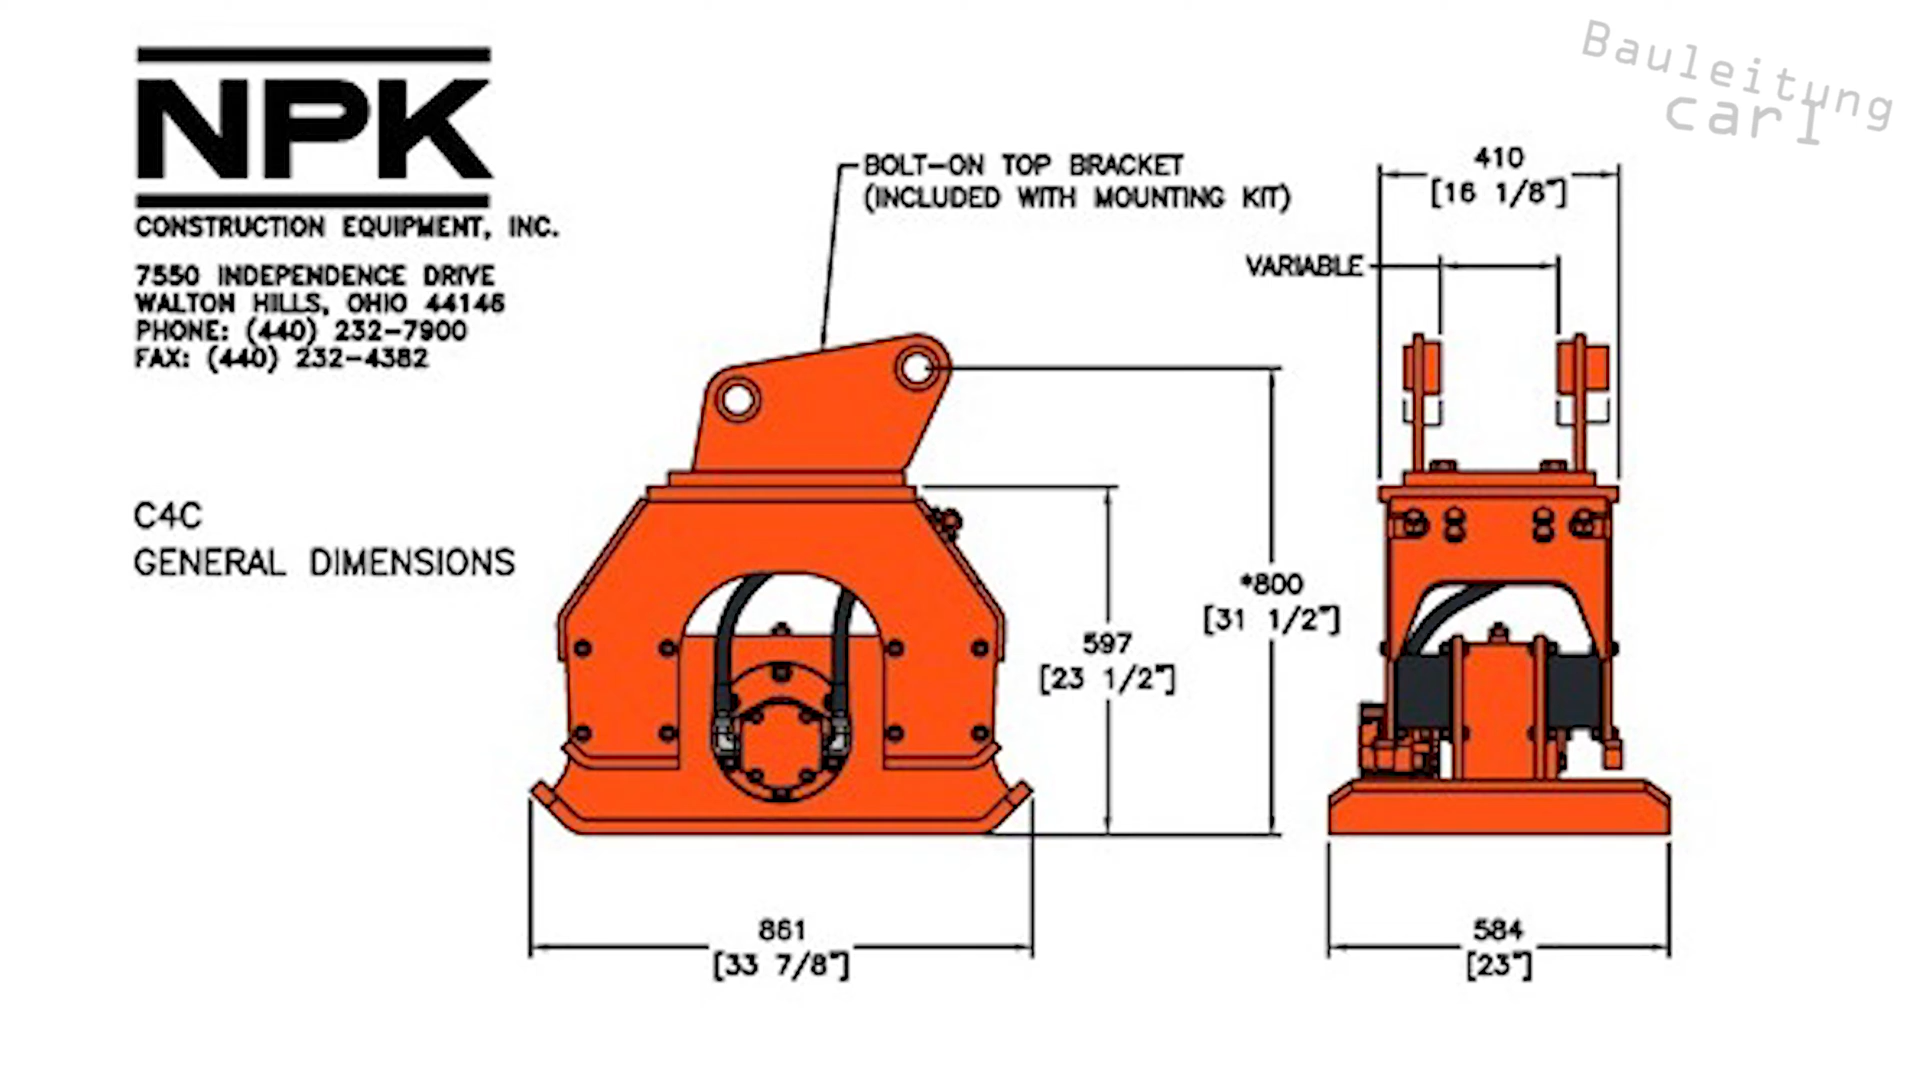 NPK
CONSTRUCTION EQUIPMENT, INC.
7550 INDEPENDENCE DRIVE
WALTON HILLS, OHIO 44146
PHONE: (440) 232-7900
FAX: (440) 232-4382
C4C
GENERAL DIMENSIONS
Bauleitung
carl
BOLT-ON TOP BRACKET
(INCLUDED WITH MOUNTING KIT)
410
[16 1/8"]
VARIABLE
*800
[31 1/2"]
597
[23 1/2"]
861
[33 7/8"]
584
[23"]